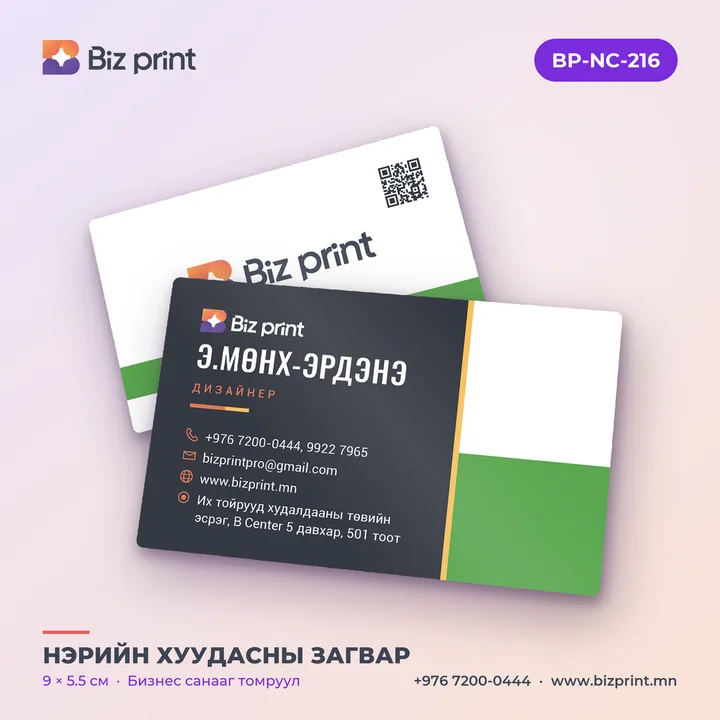 Biz print
BP-NC-216
Biz print
Biz print
Э.МӨНХ-ЭРДЭНЭ
ДИЗАЙНЕР
+976 7200-0444, 9922 7965
bizprintpro@gmail.com
www.bizprint.mn
Их тойрууд худалдааны төвийн
эсрэг, B Center 5 давхар, 501 тоот
НЭРИЙН ХУУДАСНЫ ЗАГВАР
9 × 5.5 см · Бизнес санааг томруул
+976 7200-0444 · www.bizprint.mn